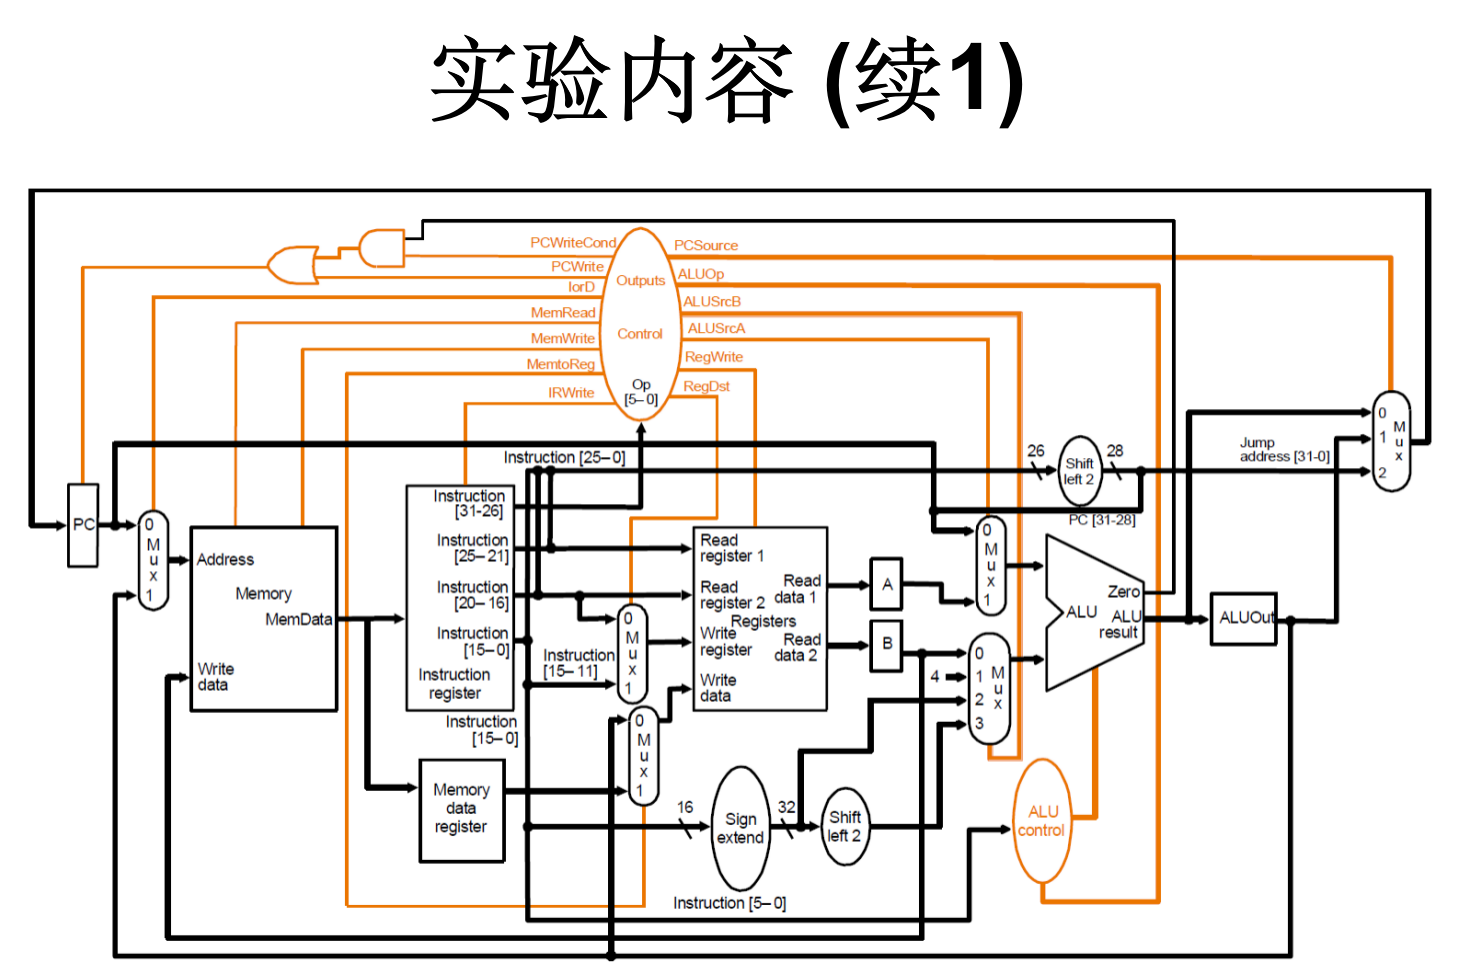 实验内容 (续1)
PCWriteCond
PCSource
PCWrite
ALUOp
IorD
Outputs
ALUSrcB
MemRead
ALUSrcA
MemWrite
Control
RegWrite
MemtoReg
RegDst
IRWrite
Op
[5–0]
Instruction [25–0]
26
Shift
left 2
28
Jump
address [31-0]
0
1
2
M
u
x
PC [31-28]
PC
0
M
u
x
1
Address
Memory
MemData
Write
data
Instruction
[31-26]
Instruction
[25–21]
Instruction
[20–16]
Instruction
[15–0]
Instruction
register
Instruction
[15–11]
0
M
u
x
1
Read
register 1
Read
register 2
Registers
Write
register
Write
data
Read
data 1
Read
data 2
A
B
0
M
u
x
1
4
0
1
2
3
M
u
x
Zero
ALU
ALU
result
ALUOut
Instruction
[15–0]
0
M
u
x
1
Memory
data
register
16
Sign
extend
32
Shift
left 2
ALU
control
Instruction [5–0]